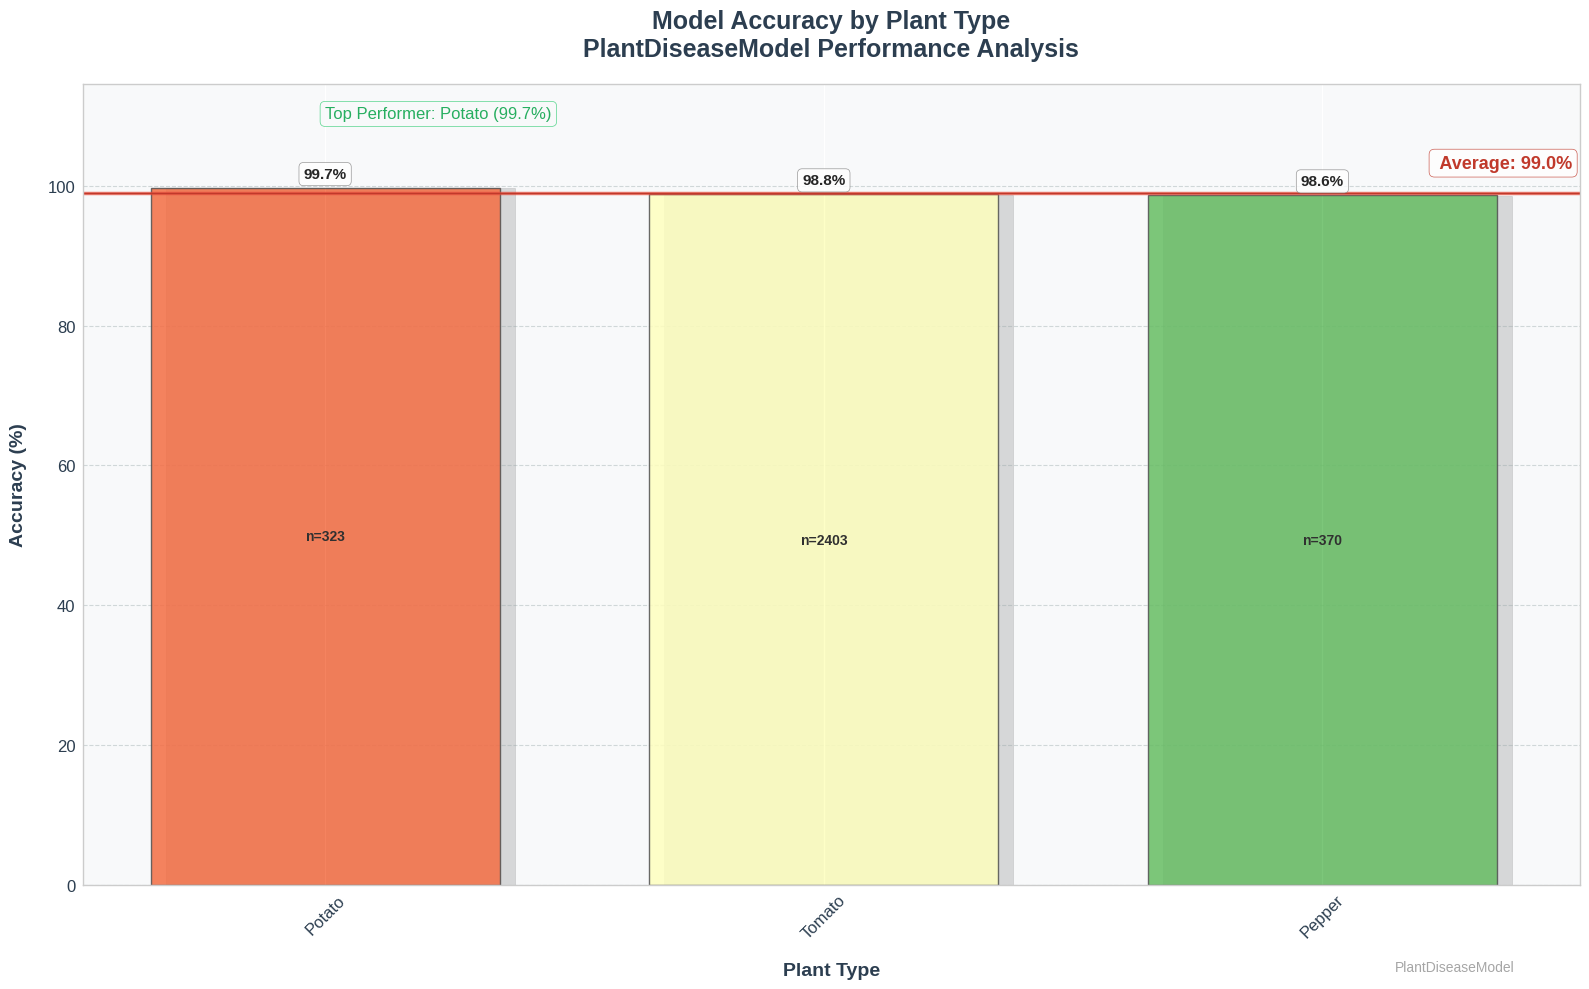 Model Accuracy by Plant Type
PlantDiseaseModel Performance Analysis
Top Performer: Potato (99.7%)
Average: 99.0%
99.7%
98.8%
98.6%
100
80
60
40
20
0
Accuracy (%)
n=323
n=2403
n=370
Potato
Tomato
Pepper
Plant Type
PlantDiseaseModel